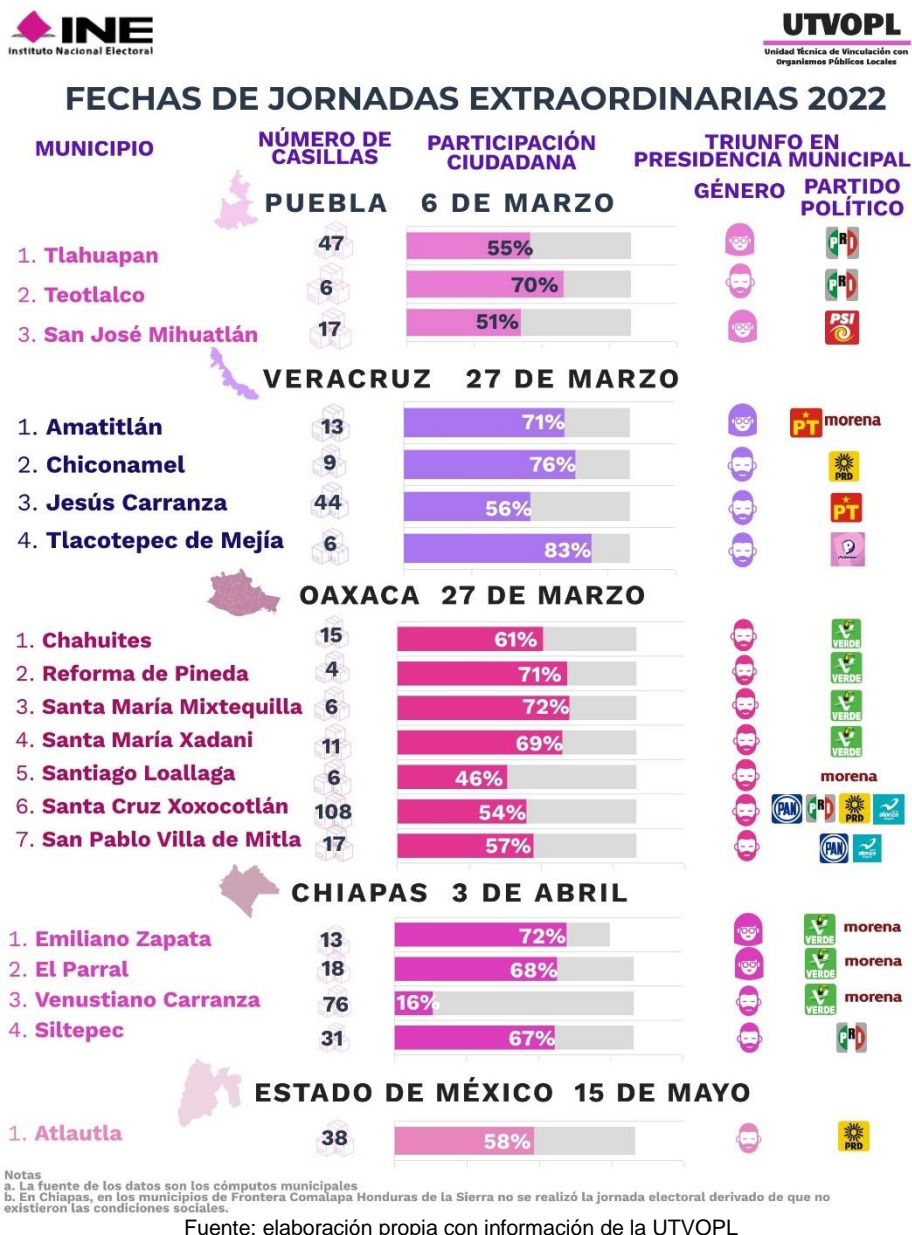 INE
Instituto Nacional Electoral
UTVOPL
Unidad Técnica de Vinculación con
Organismos Públicos Locales
FECHAS DE JORNADAS EXTRAORDINARIAS 2022
MUNICIPIO
NÚMERO DE
CASILLAS
PARTICIPACIÓN
CIUDADANA
TRIUNFO EN
PRESIDENCIA MUNICIPAL
GÉNERO
PARTIDO
POLÍTICO
PUEBLA 6 DE MARZO
1. Tlahuapan 47 55% PRI
2. Teotlalco 6 70% PRI
3. San José Mihuatlán 17 51% PSI
VERACRUZ 27 DE MARZO
1. Amatitlán 13 71% PT morena
2. Chiconamel 9 76% PRD
3. Jesús Carranza 44 56% PT
4. Tlacotepec de Mejía 6 83%
OAXACA 27 DE MARZO
1. Chahuites 15 61% VERDE
2. Reforma de Pineda 4 71% VERDE
3. Santa María Mixtequilla 6 72% VERDE
4. Santa María Xadani 11 69% VERDE
5. Santiago Loallaga 6 46% morena
6. Santa Cruz Xoxocotlán 108 54% PAN PRI PRD alianza
7. San Pablo Villa de Mitla 17 57% PAN alianza
CHIAPAS 3 DE ABRIL
1. Emiliano Zapata 13 72% VERDE morena
2. El Parral 18 68% VERDE morena
3. Venustiano Carranza 76 16% VERDE morena
4. Siltepec 31 67% PRI
ESTADO DE MÉXICO 15 DE MAYO
1. Atlautla 38 58% PRD
Notas
a. La fuente de los datos son los cómputos municipales
b. En Chiapas, en los municipios de Frontera Comalapa Honduras de la Sierra no se realizó la jornada electoral derivado de que no
existieron las condiciones sociales.
Fuente: elaboración propia con información de la UTVOPL